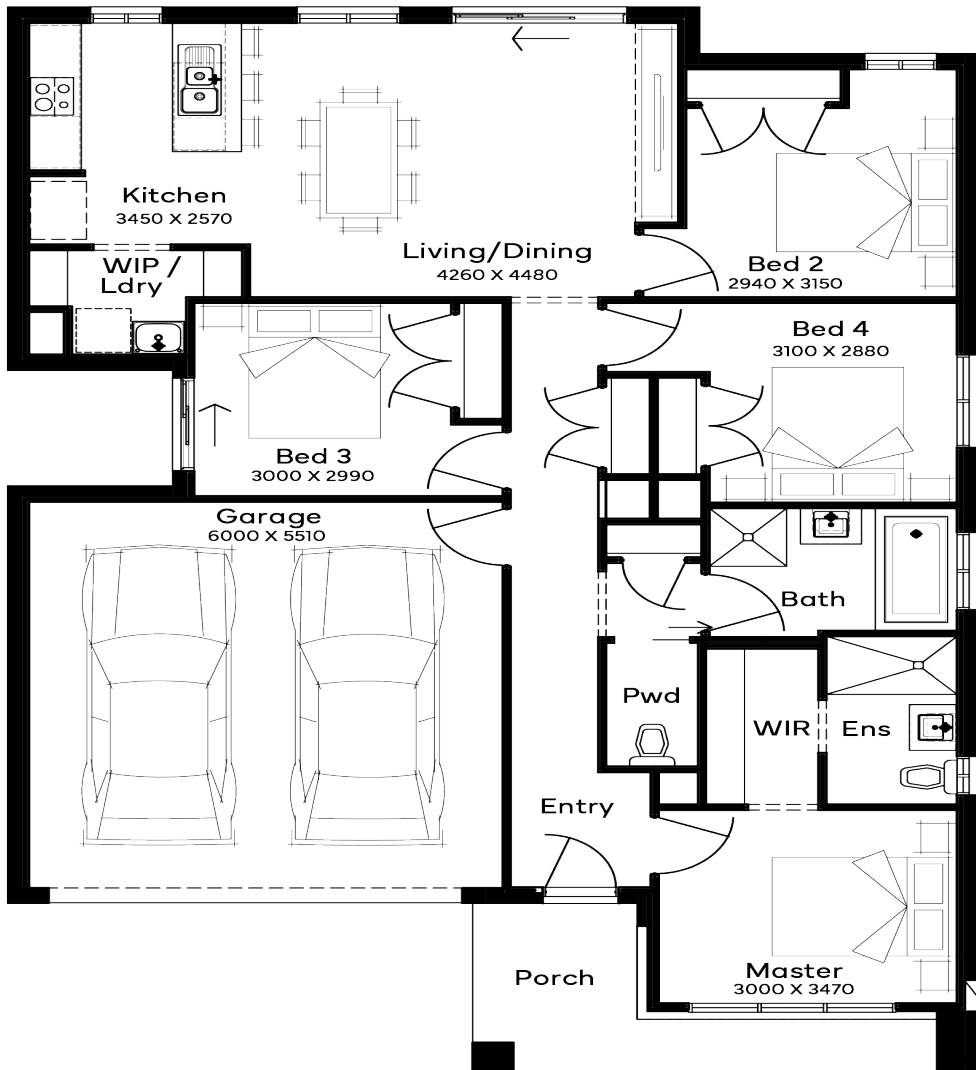 Kitchen
3450 X 2570
Living/Dining
4260 X 4480
WIP /
Ldry
Bed 2
2940 X 3150
Bed 4
3100 X 2880
Bed 3
3000 X 2990
Garage
6000 X 5510
Bath
Pwd
WIR
Ens
Entry
Master
3000 X 3470
Porch